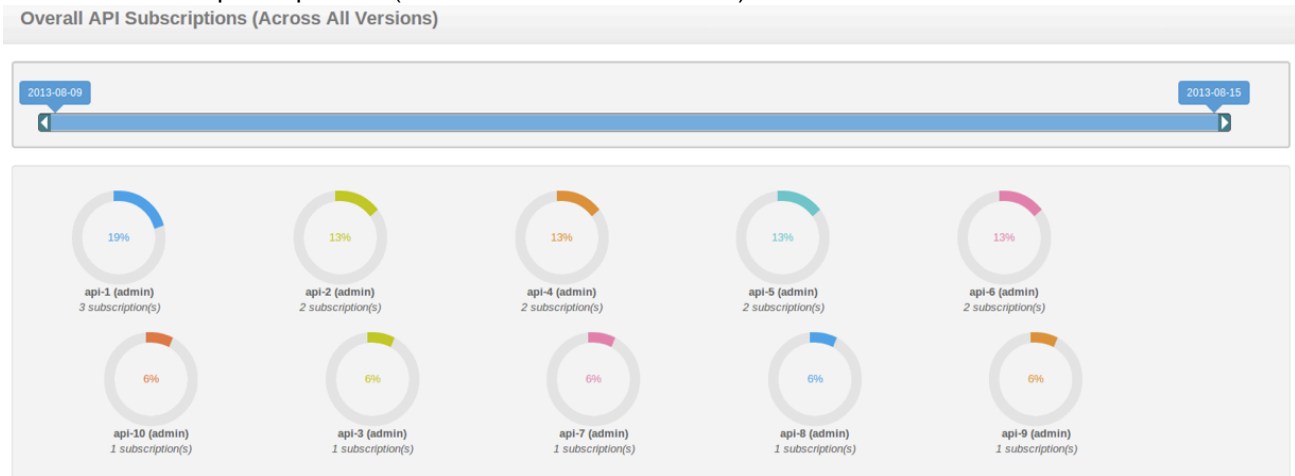 Overall API Subscriptions (Across All Versions)
2013-08-09 2013-08-15
19% 13% 13% 13% 13%
api-1 (admin) api-2 (admin) api-4 (admin) api-5 (admin) api-6 (admin)
3 subscription(s) 2 subscription(s) 2 subscription(s) 2 subscription(s) 2 subscription(s)
6% 6% 6% 6% 6%
api-10 (admin) api-3 (admin) api-7 (admin) api-8 (admin) api-9 (admin)
1 subscription(s) 1 subscription(s) 1 subscription(s) 1 subscription(s) 1 subscription(s)